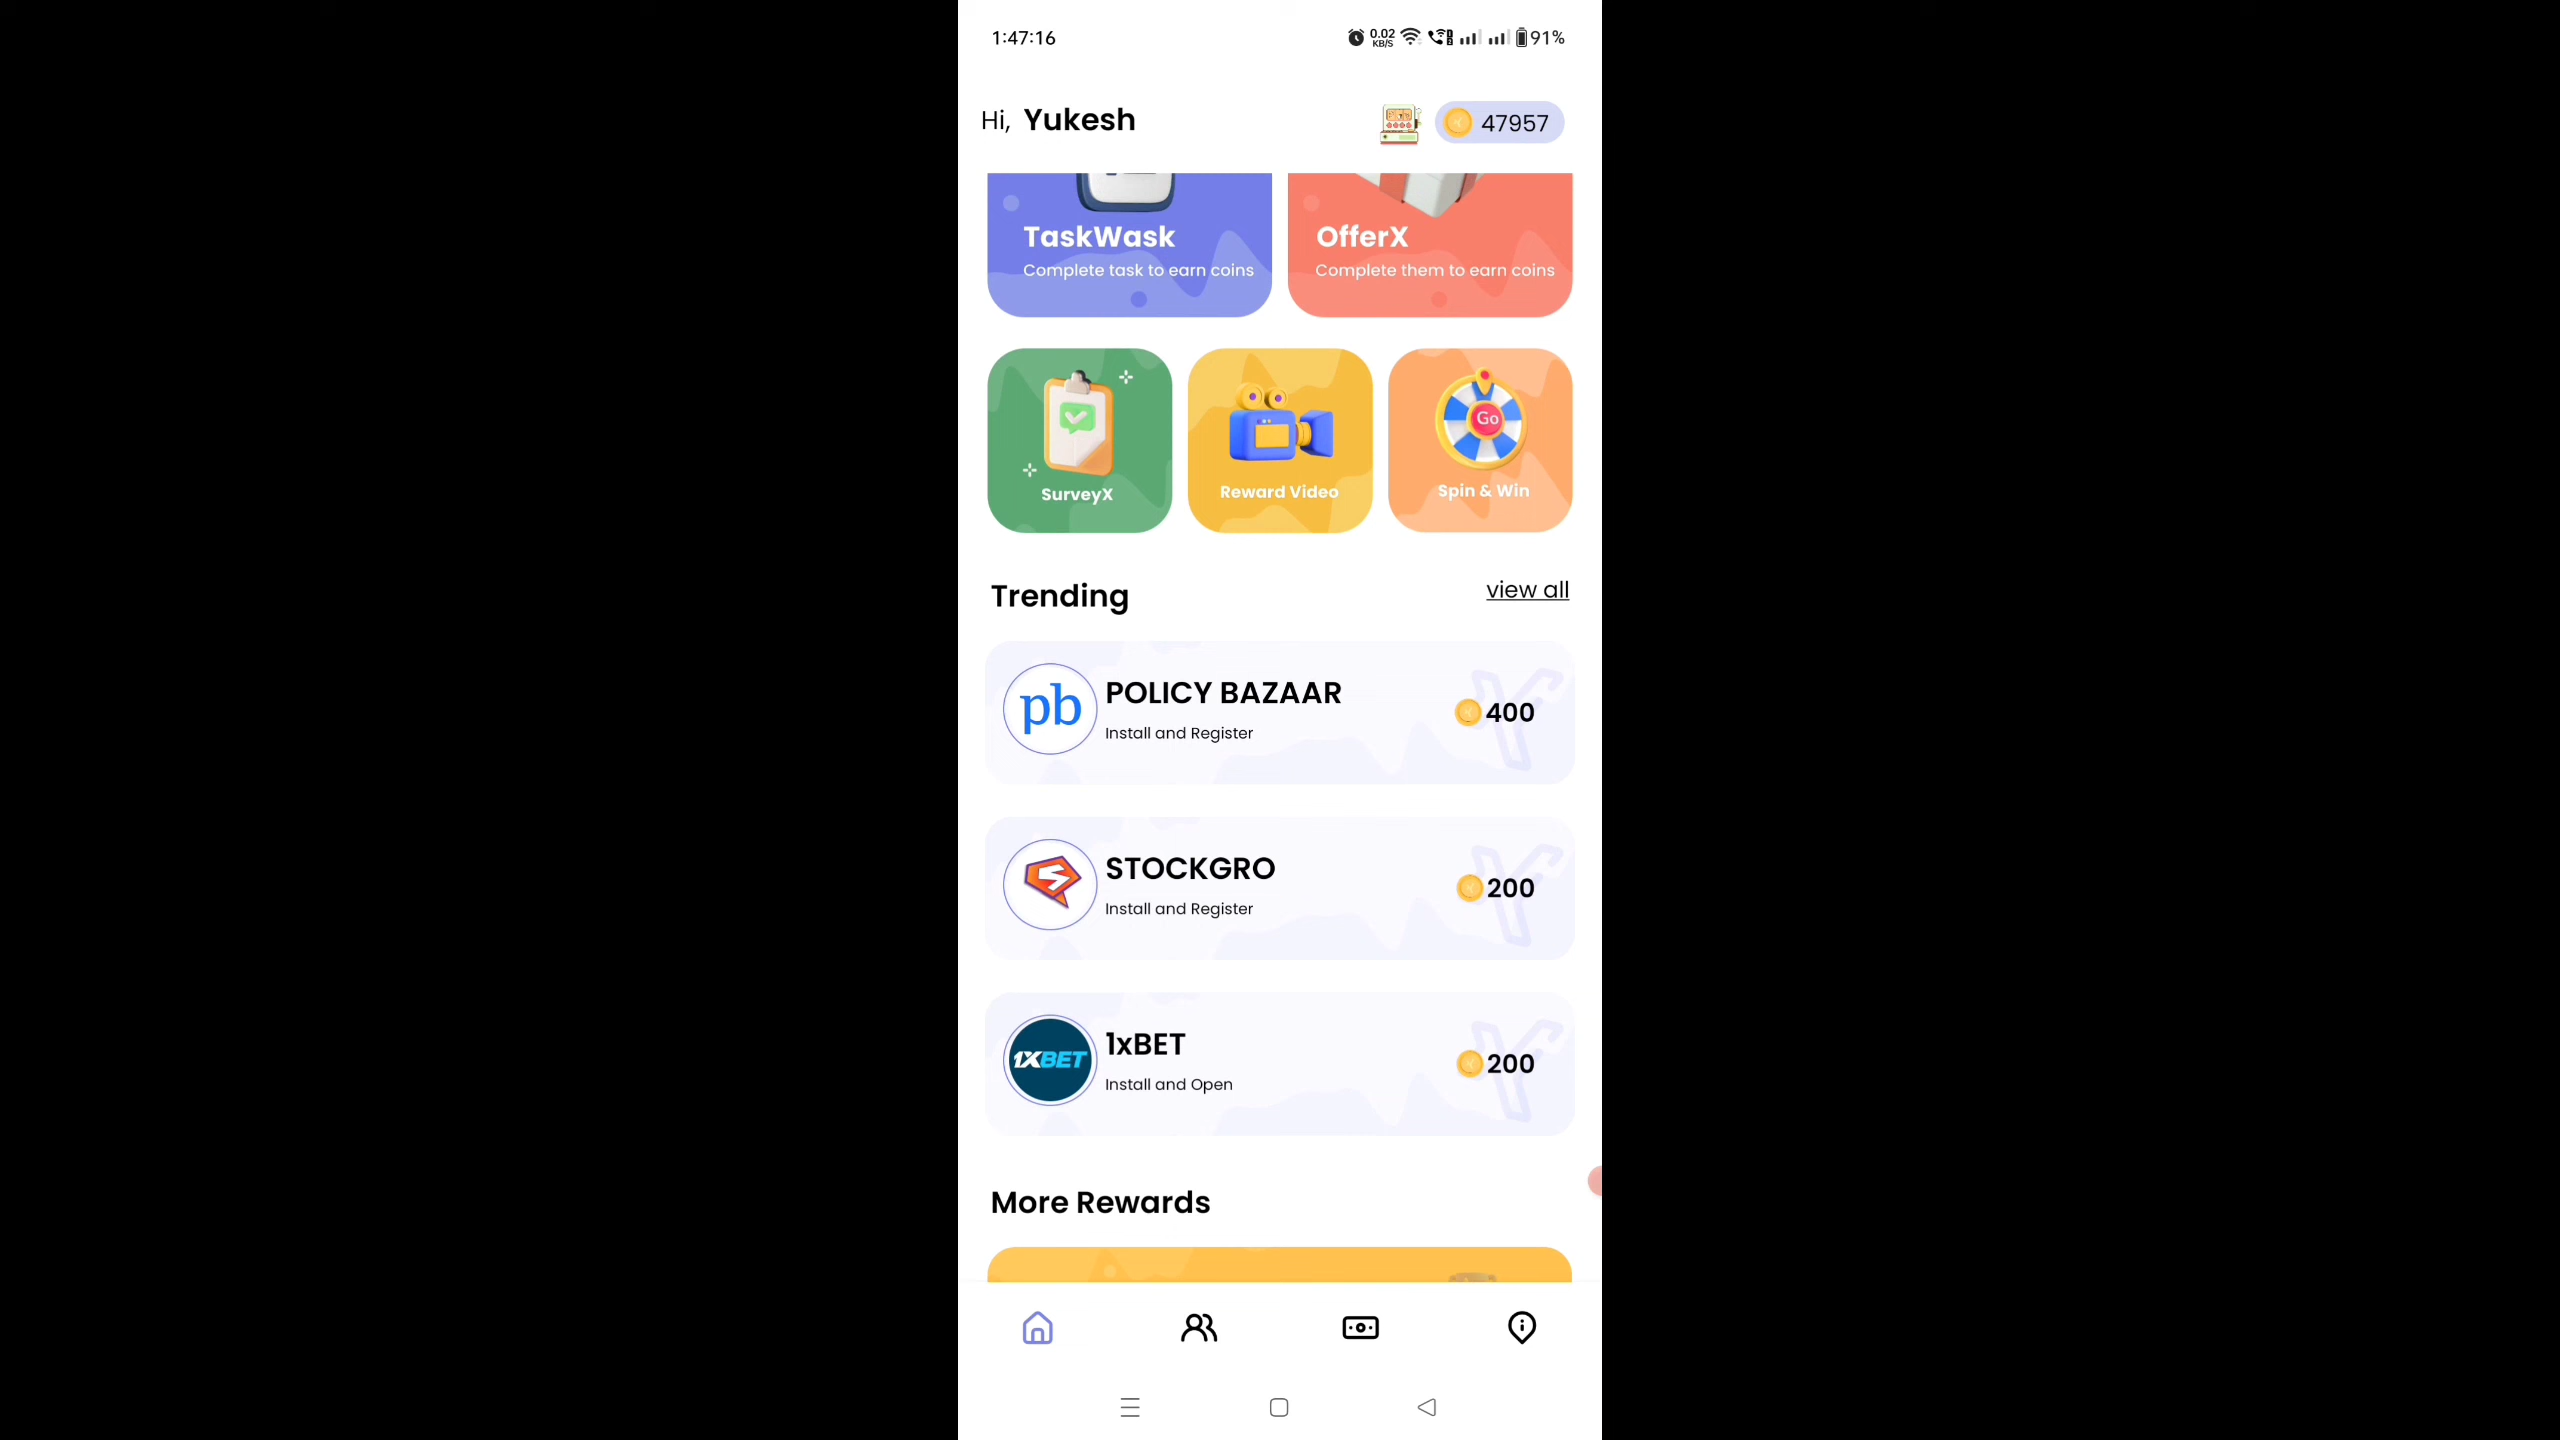 1:47:16
0.02
KB/S
91%
Hi, Yukesh
47957
TaskWask
Complete task to earn coins
OfferX
Complete them to earn coins
Go
SurveyX
Reward Video
Spin & Win
Trending
view all
pb
POLICY BAZAAR
Install and Register
400
STOCKGRO
Install and Register
200
1XBET
1xBET
Install and Open
200
More Rewards